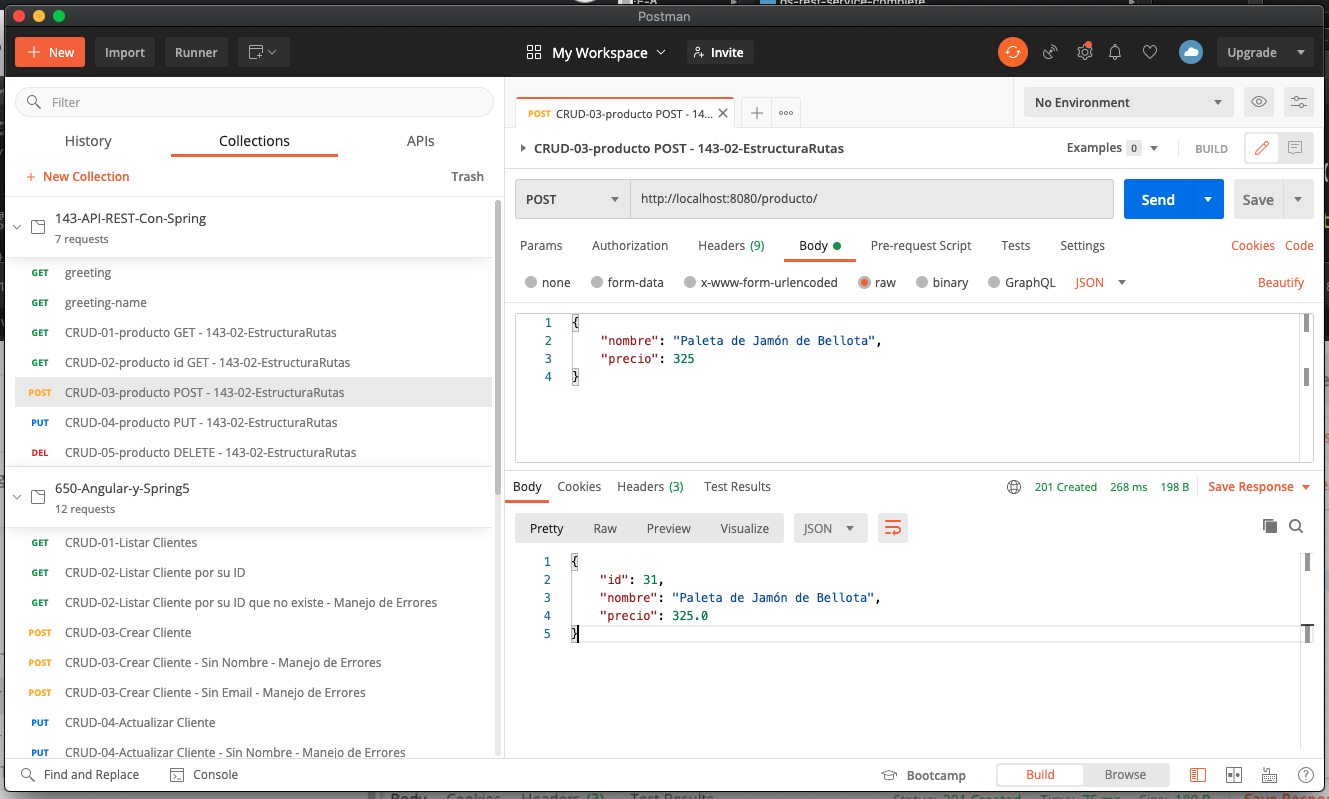 Postman
New
Import
Runner
My Workspace
Invite
Upgrade
Filter
History
Collections
APIs
+ New Collection
Trash
143-API-REST-Con-Spring
7 requests
GET greeting
GET greeting-name
GET CRUD-01-producto GET - 143-02-EstructuraRutas
GET CRUD-02-producto id GET - 143-02-EstructuraRutas
POST CRUD-03-producto POST - 143-02-EstructuraRutas
PUT CRUD-04-producto PUT - 143-02-EstructuraRutas
DEL CRUD-05-producto DELETE - 143-02-EstructuraRutas
650-Angular-y-Spring5
12 requests
GET CRUD-01-Listar Clientes
GET CRUD-02-Listar Cliente por su ID
GET CRUD-02-Listar Cliente por su ID que no existe - Manejo de Errores
POST CRUD-03-Crear Cliente
POST CRUD-03-Crear Cliente - Sin Nombre - Manejo de Errores
POST CRUD-03-Crear Cliente - Sin Email - Manejo de Errores
PUT CRUD-04-Actualizar Cliente
PUT CRUD-04-Actualizar Cliente - Sin Nombre - Manejo de Errores
POST CRUD-03-producto POST - 14...
No Environment
CRUD-03-producto POST - 143-02-EstructuraRutas
Examples 0
BUILD
POST
http://localhost:8080/producto/
Send
Save
Params
Authorization
Headers (9)
Body
Pre-request Script
Tests
Settings
Cookies
Code
none
form-data
x-www-form-urlencoded
raw
binary
GraphQL
JSON
Beautify
1 {
2 "nombre": "Paleta de Jamón de Bellota",
3 "precio": 325
4 }
Body
Cookies
Headers (3)
Test Results
201 Created
268 ms
198 B
Save Response
Pretty
Raw
Preview
Visualize
JSON
1 {
2 "id": 31,
3 "nombre": "Paleta de Jamón de Bellota",
4 "precio": 325.0
5 }
Find and Replace
Console
Bootcamp
Build
Browse